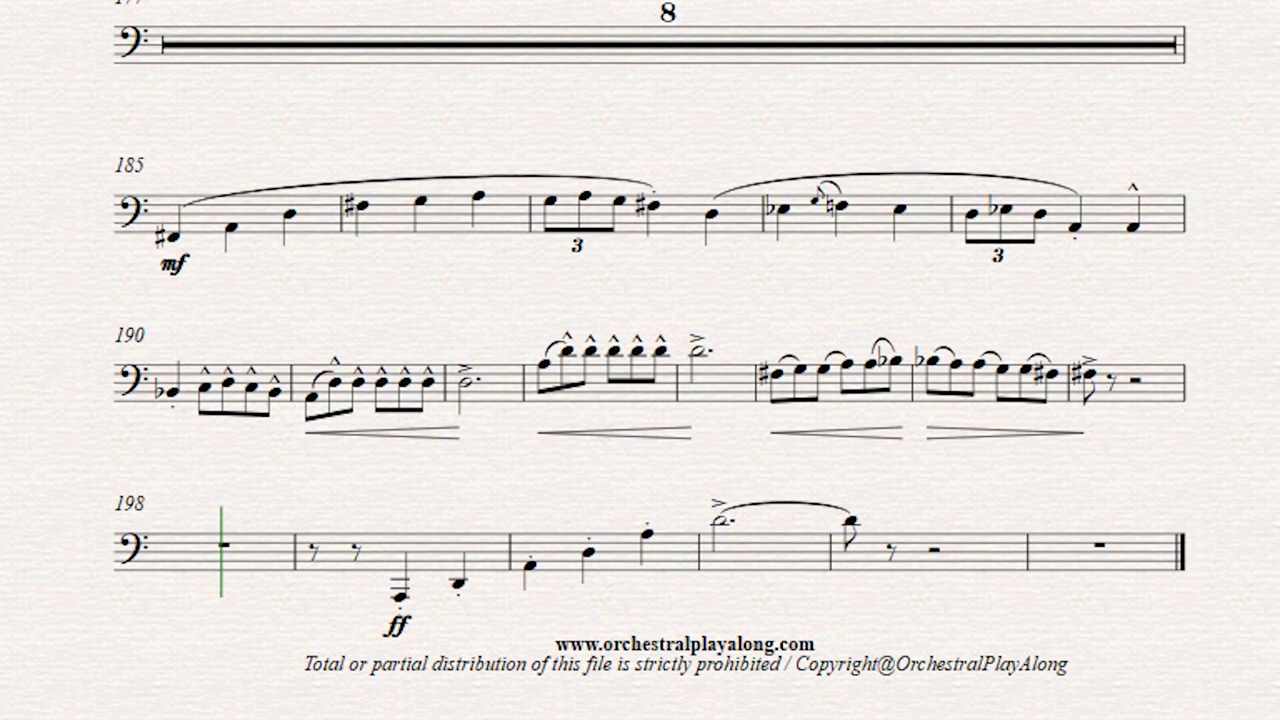 8
185
3
3
mf
190
198
ff
www.orchestralplayalong.com
Total or partial distribution of this file is strictly prohibited / Copyright@OrchestralPlayAlong